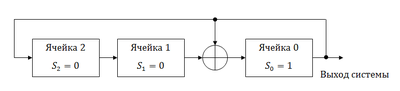 Ячейка 2
S₂ = 0
Ячейка 1
S₁ = 0
Ячейка 0
S₀ = 1
Выход системы